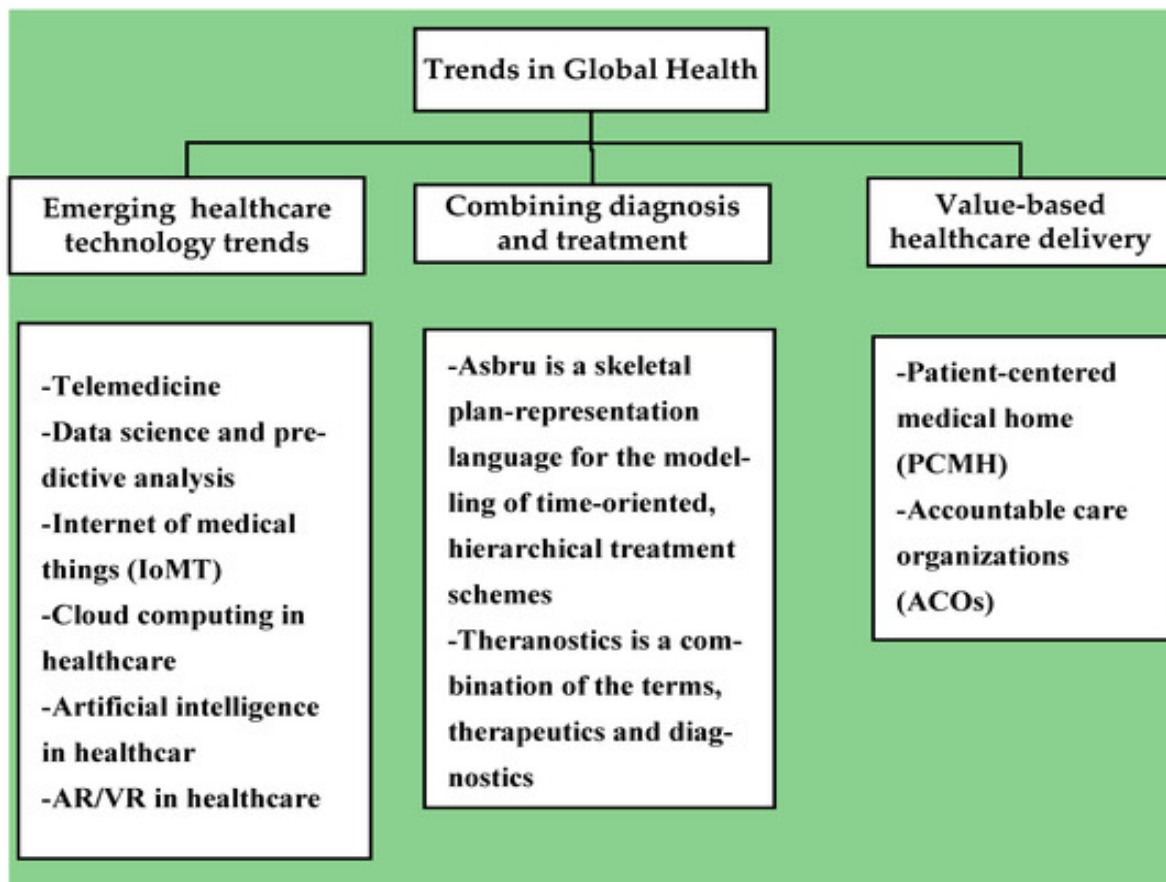 Trends in Global Health
Emerging healthcare
technology trends
Combining diagnosis
and treatment
Value-based
healthcare delivery
-Telemedicine
-Data science and pre-
dictive analysis
-Internet of medical
things (IoMT)
-Cloud computing in
healthcare
-Artificial intelligence
in healthcar
-AR/VR in healthcare
-Asbru is a skeletal
plan-representation
language for the model-
ling of time-oriented,
hierarchical treatment
schemes
-Theranostics is a com-
bination of the terms,
therapeutics and diag-
nostics
-Patient-centered
medical home
(PCMH)
-Accountable care
organizations
(ACOs)